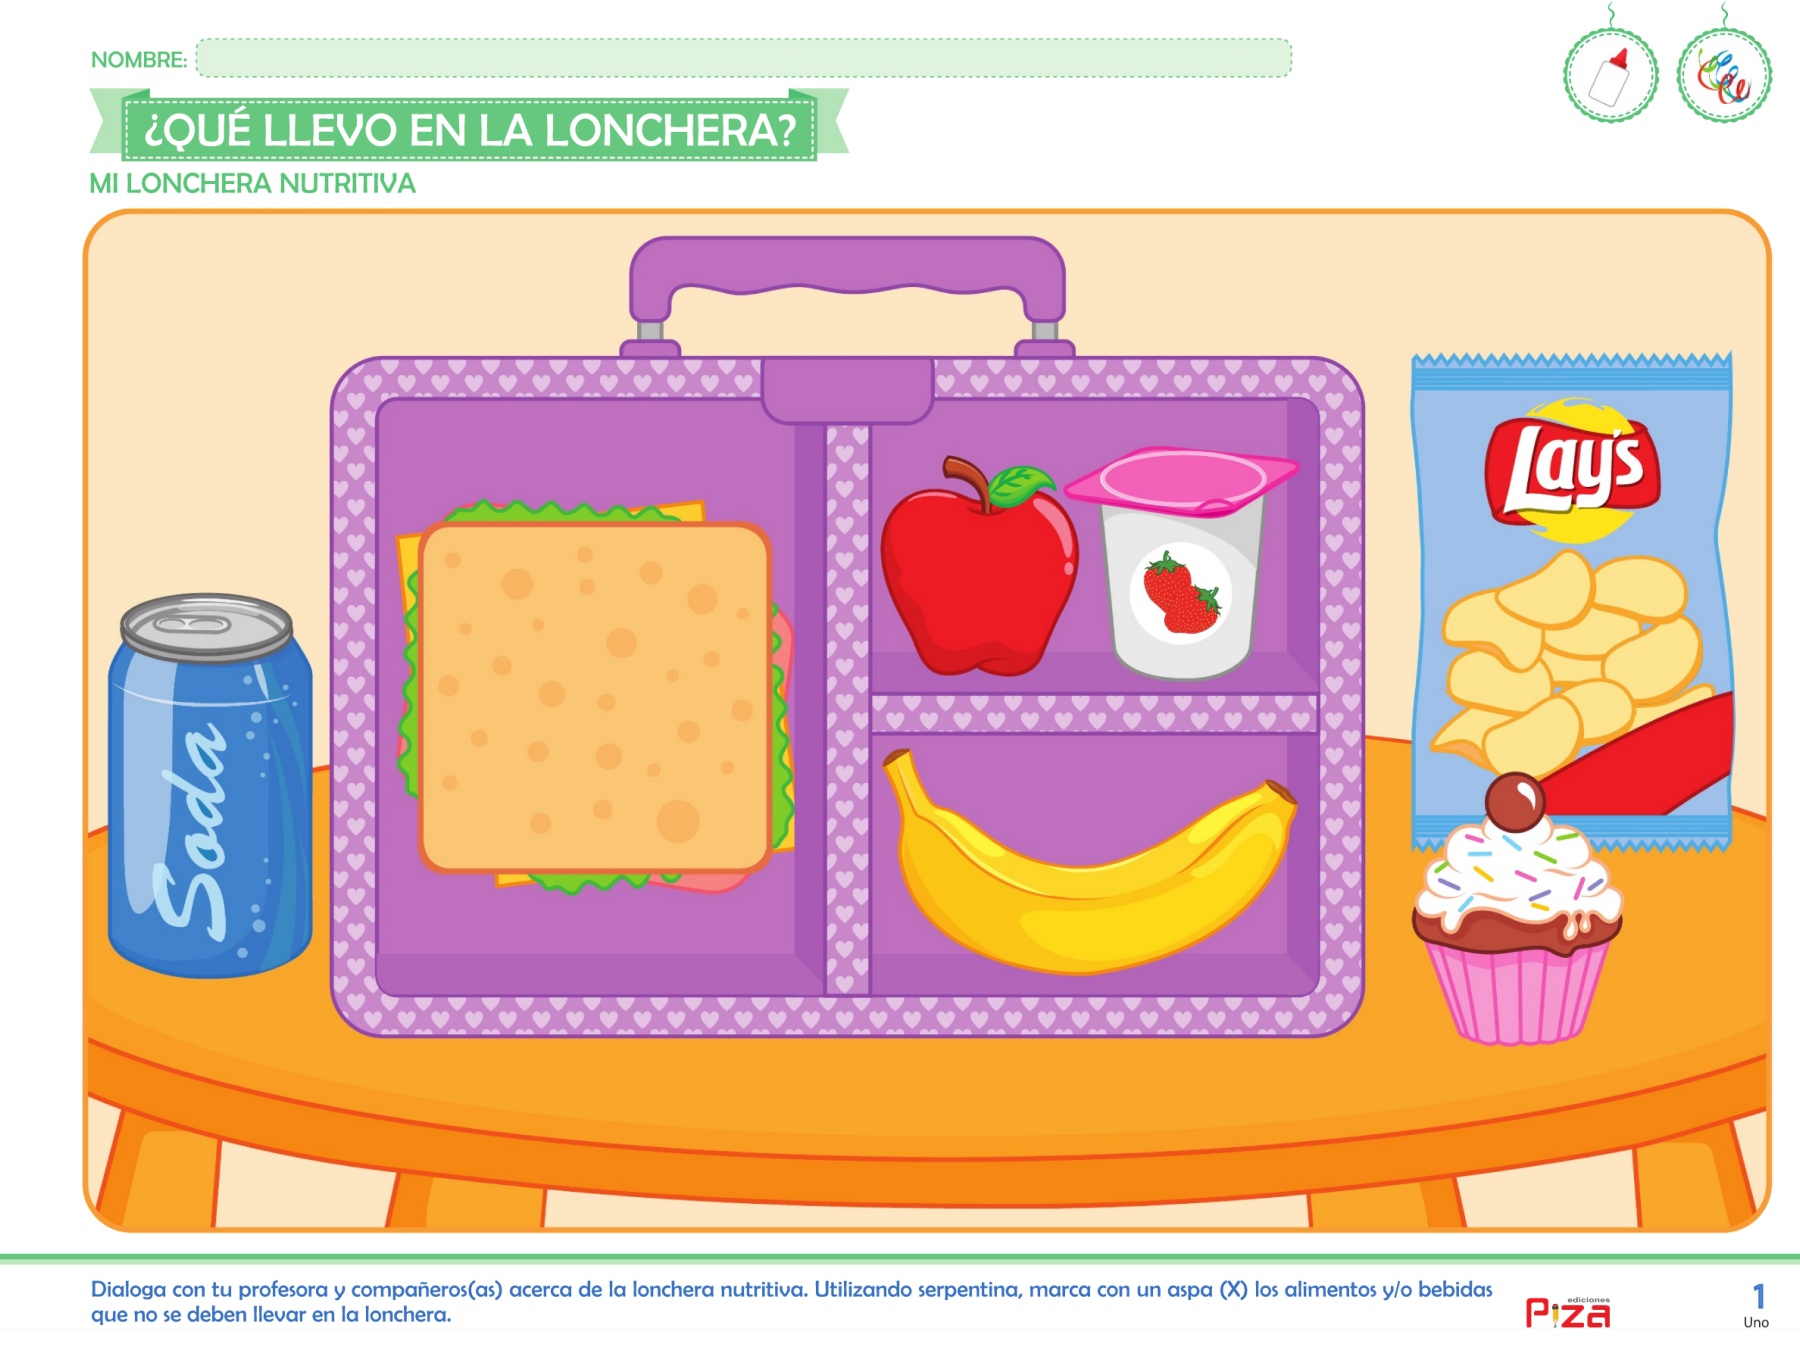 NOMBRE:
¿QUÉ LLEVO EN LA LONCHERA?
MI LONCHERA NUTRITIVA
Lay's
Soda
Dialoga con tu profesora y compañeros(as) acerca de la lonchera nutritiva. Utilizando serpentina, marca con un aspa (X) los alimentos y/o bebidas
que no se deben llevar en la lonchera.
ediciones
Piza
1
Uno